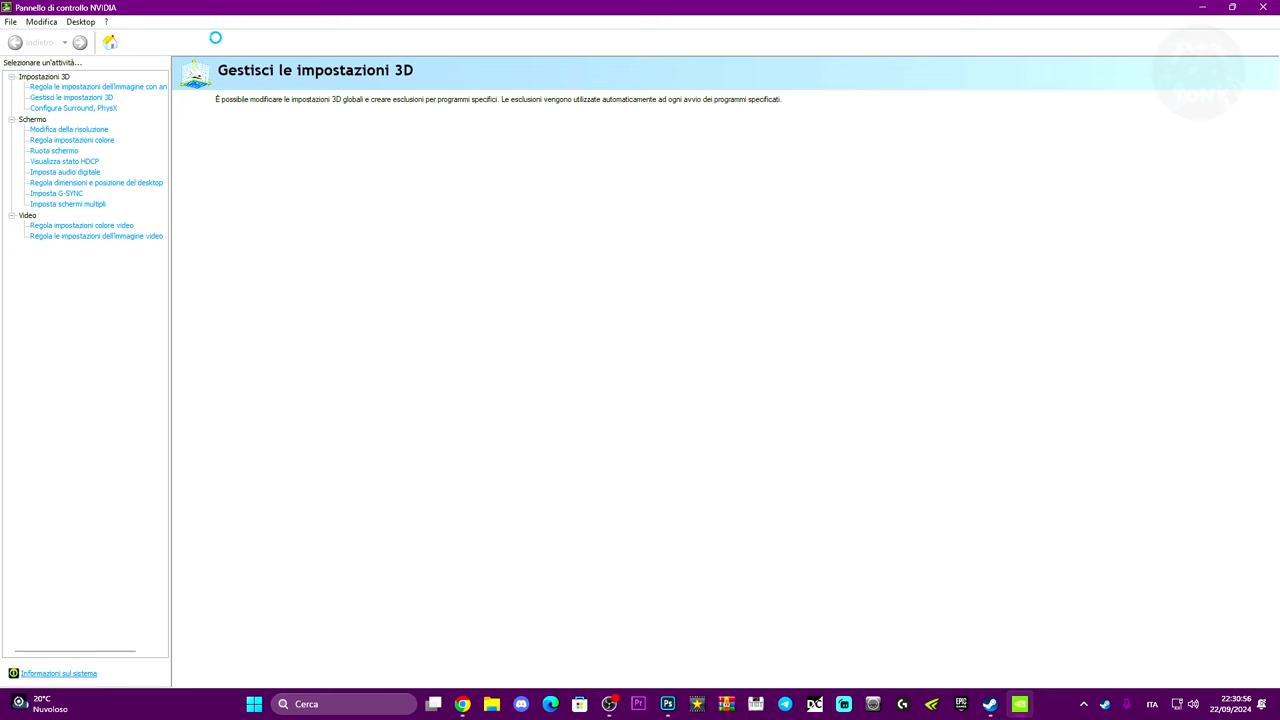 Pannello di controllo NVIDIA
File Modifica Desktop ?
Indietro
Selezionare un'attività...
Impostazioni 3D
Regola le impostazioni dell'immagine con an
Gestisci le impostazioni 3D
Configura Surround, PhysX
Schermo
Modifica della risoluzione
Regola impostazioni colore
Ruota schermo
Visualizza stato HDCP
Imposta audio digitale
Regola dimensioni e posizione del desktop
Imposta G-SYNC
Imposta schermi multipli
Video
Regola impostazioni colore video
Regola le impostazioni dell'immagine video
Informazioni sul sistema
Gestisci le impostazioni 3D
È possibile modificare le impostazioni 3D globali e creare esclusioni per programmi specifici. Le esclusioni vengono utilizzate automaticamente ad ogni avvio dei programmi specificati.
20°C
Nuvoloso
Cerca
Pr
Ps
DC
EPIC
ITA
22:30:56
22/09/2024